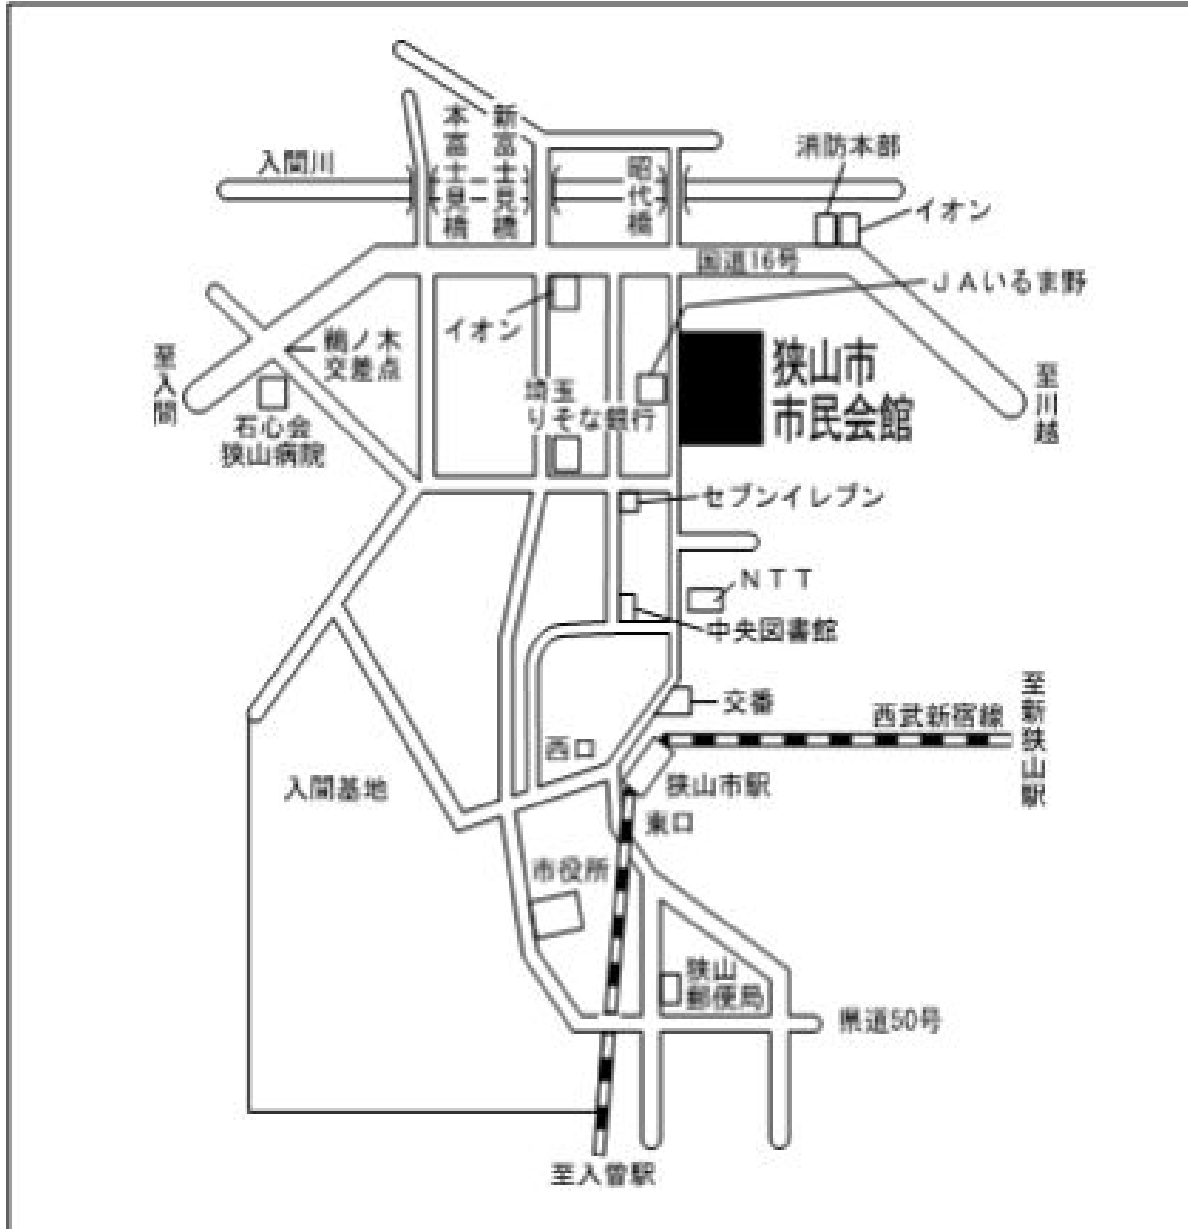 本富士見橋
新富士見橋
昭代橋
消防本部
入間川
イオン
国道16号
ＪＡいるま野
イオン
鵜ノ木
交差点
至入間
狭山市
市民会館
至川越
埼玉
りそな銀行
石心会
狭山病院
セブンイレブン
ＮＴＴ
中央図書館
交番
西武新宿線
至新狭山駅
西口
狭山市駅
入間基地
東口
市役所
狭山
郵便局
県道50号
至入曽駅